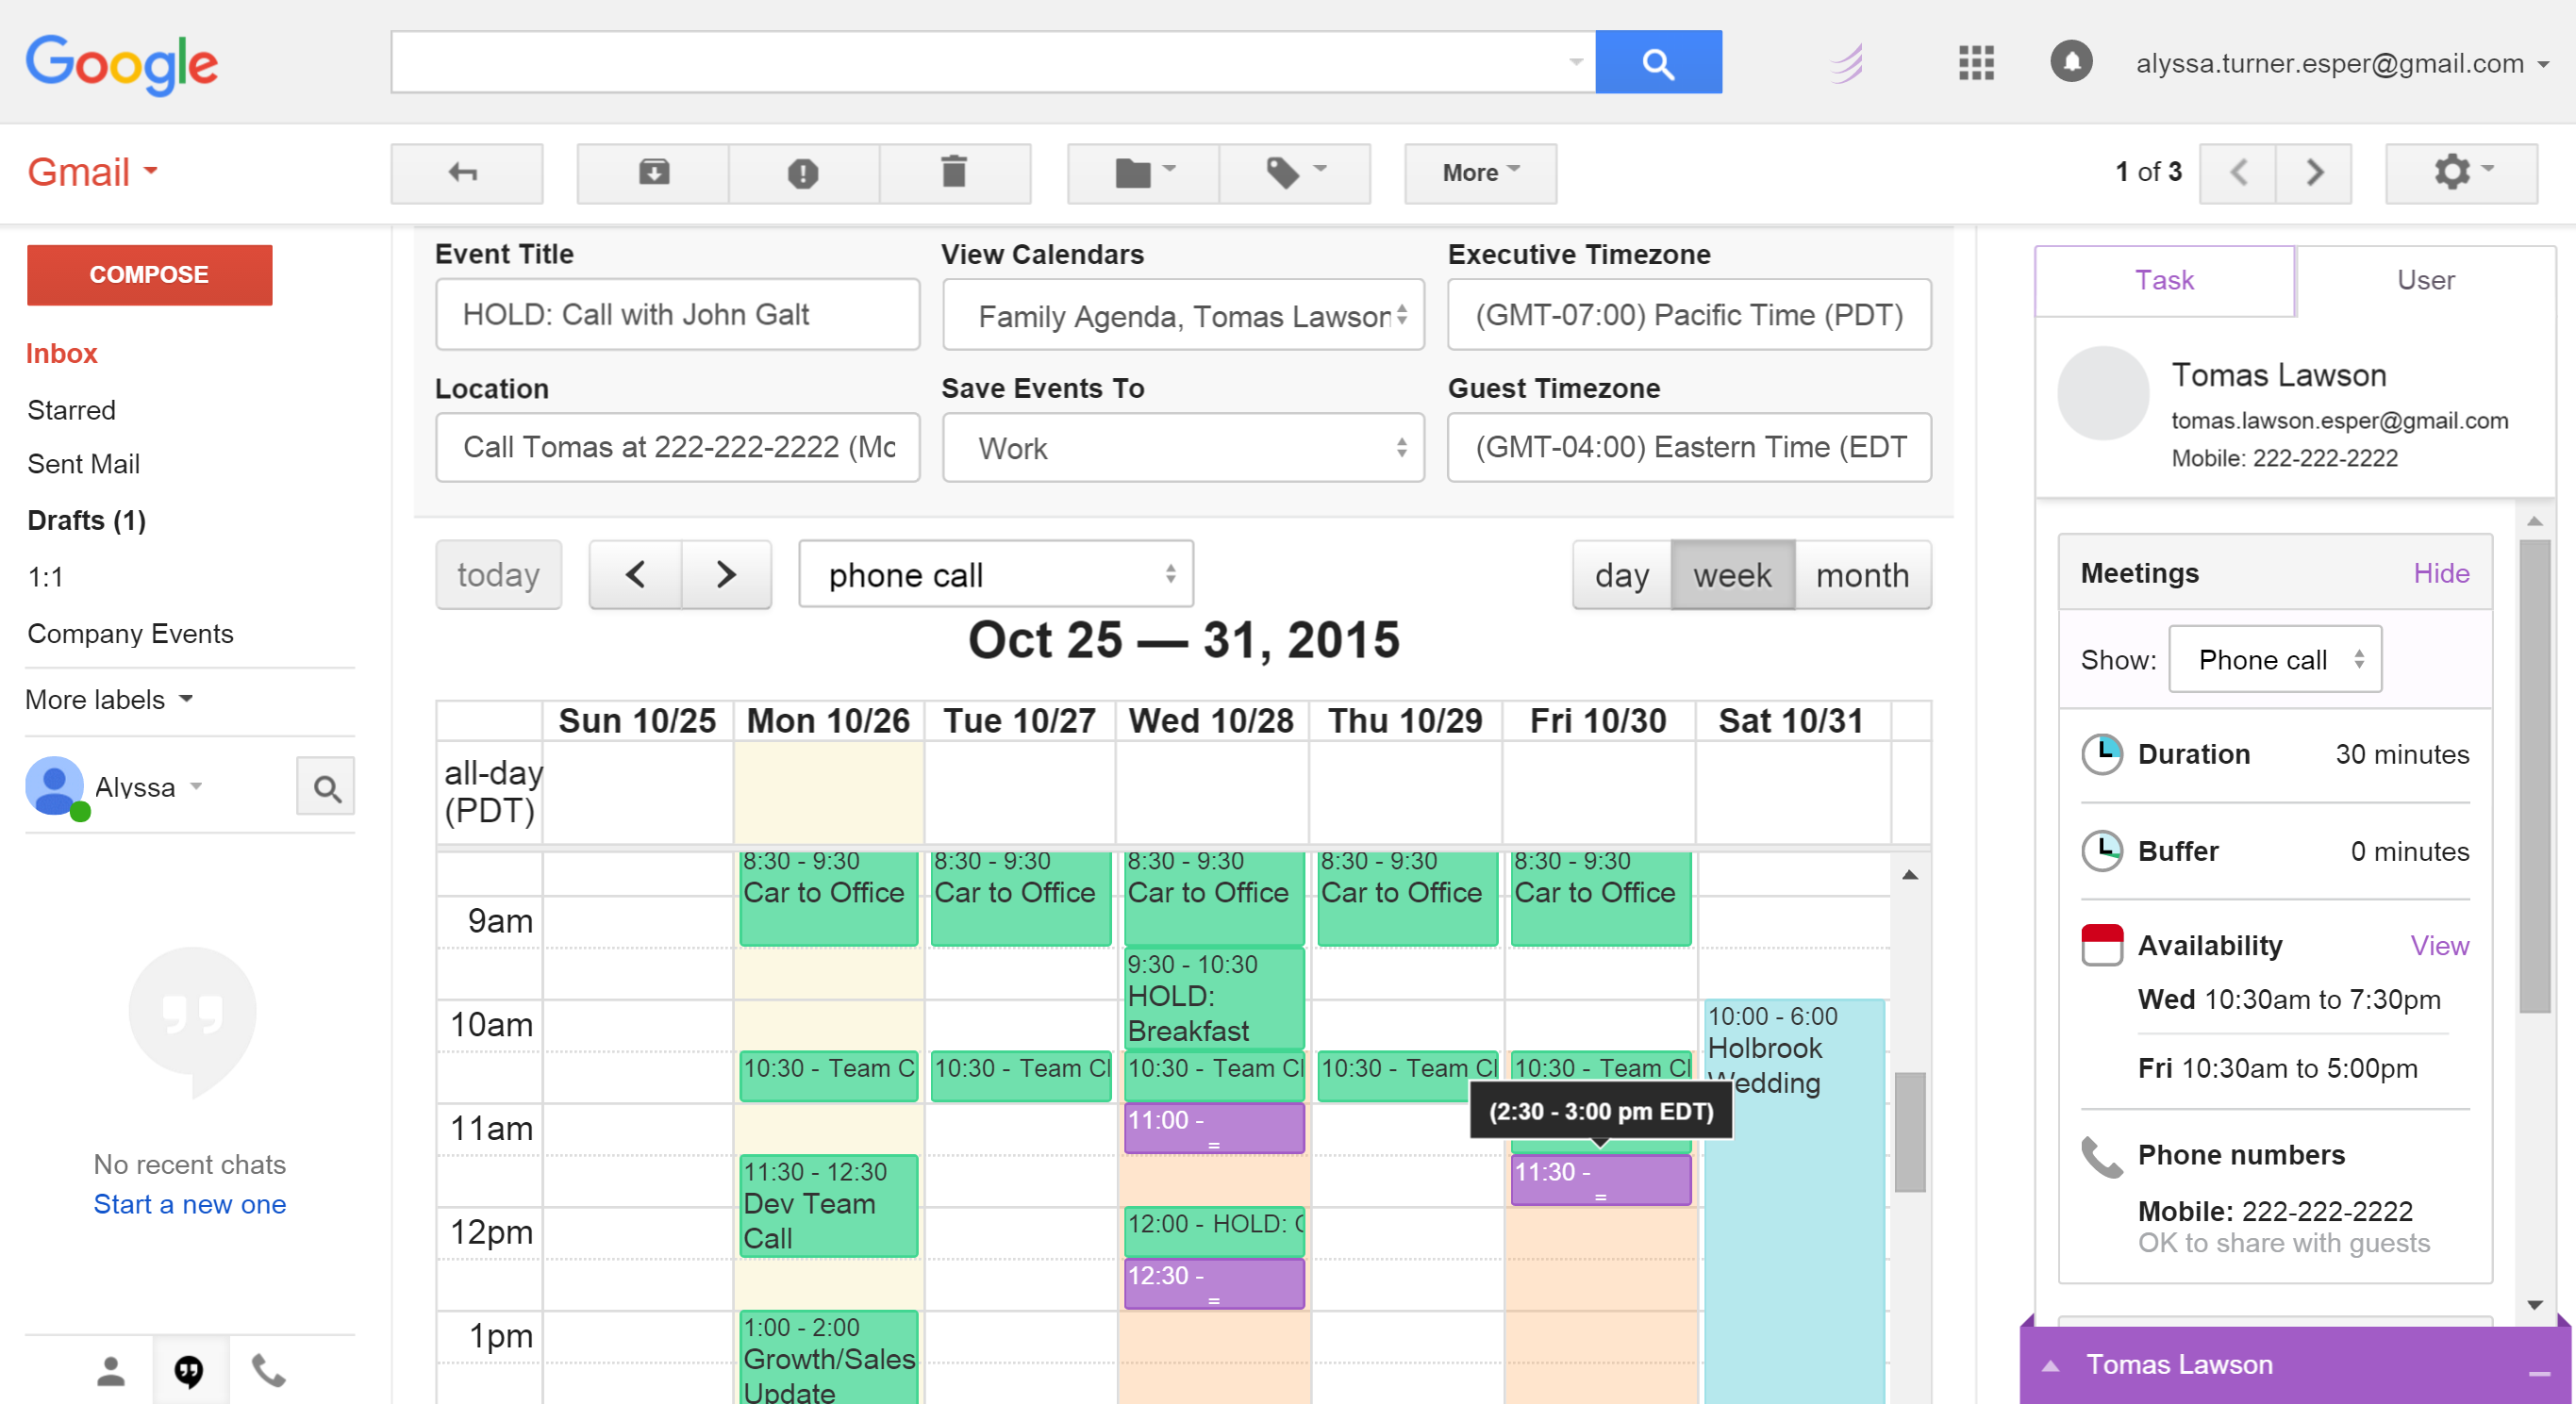 Google
alyssa.turner.esper@gmail.com
Gmail
More
1 of 3
COMPOSE
Inbox
Starred
Sent Mail
Drafts (1)
1:1
Company Events
More labels
Alyssa
No recent chats
Start a new one
Event Title
View Calendars
Executive Timezone
HOLD: Call with John Galt
Family Agenda, Tomas Lawson
(GMT-07:00) Pacific Time (PDT)
Location
Save Events To
Guest Timezone
Call Tomas at 222-222-2222 (Mo
Work
(GMT-04:00) Eastern Time (EDT
today
phone call
day
week
month
Oct 25 — 31, 2015
Sun 10/25
Mon 10/26
Tue 10/27
Wed 10/28
Thu 10/29
Fri 10/30
Sat 10/31
all-day
(PDT)
9am
10am
11am
12pm
1pm
8:30 - 9:30
Car to Office
10:30 - Team C
11:30 - 12:30
Dev Team
Call
1:00 - 2:00
Growth/Sales
Update
8:30 - 9:30
Car to Office
10:30 - Team Cl
8:30 - 9:30
Car to Office
9:30 - 10:30
HOLD:
Breakfast
10:30 - Team Cl
11:00 -
12:00 - HOLD: C
12:30 -
8:30 - 9:30
Car to Office
10:30 - Team Cl
8:30 - 9:30
Car to Office
10:30 - Team Cl
(2:30 - 3:00 pm EDT)
11:30 -
10:00 - 6:00
Holbrook
Wedding
Task
User
Tomas Lawson
tomas.lawson.esper@gmail.com
Mobile: 222-222-2222
Meetings
Hide
Show: Phone call
Duration 30 minutes
Buffer 0 minutes
Availability View
Wed 10:30am to 7:30pm
Fri 10:30am to 5:00pm
Phone numbers
Mobile: 222-222-2222
OK to share with guests
Tomas Lawson